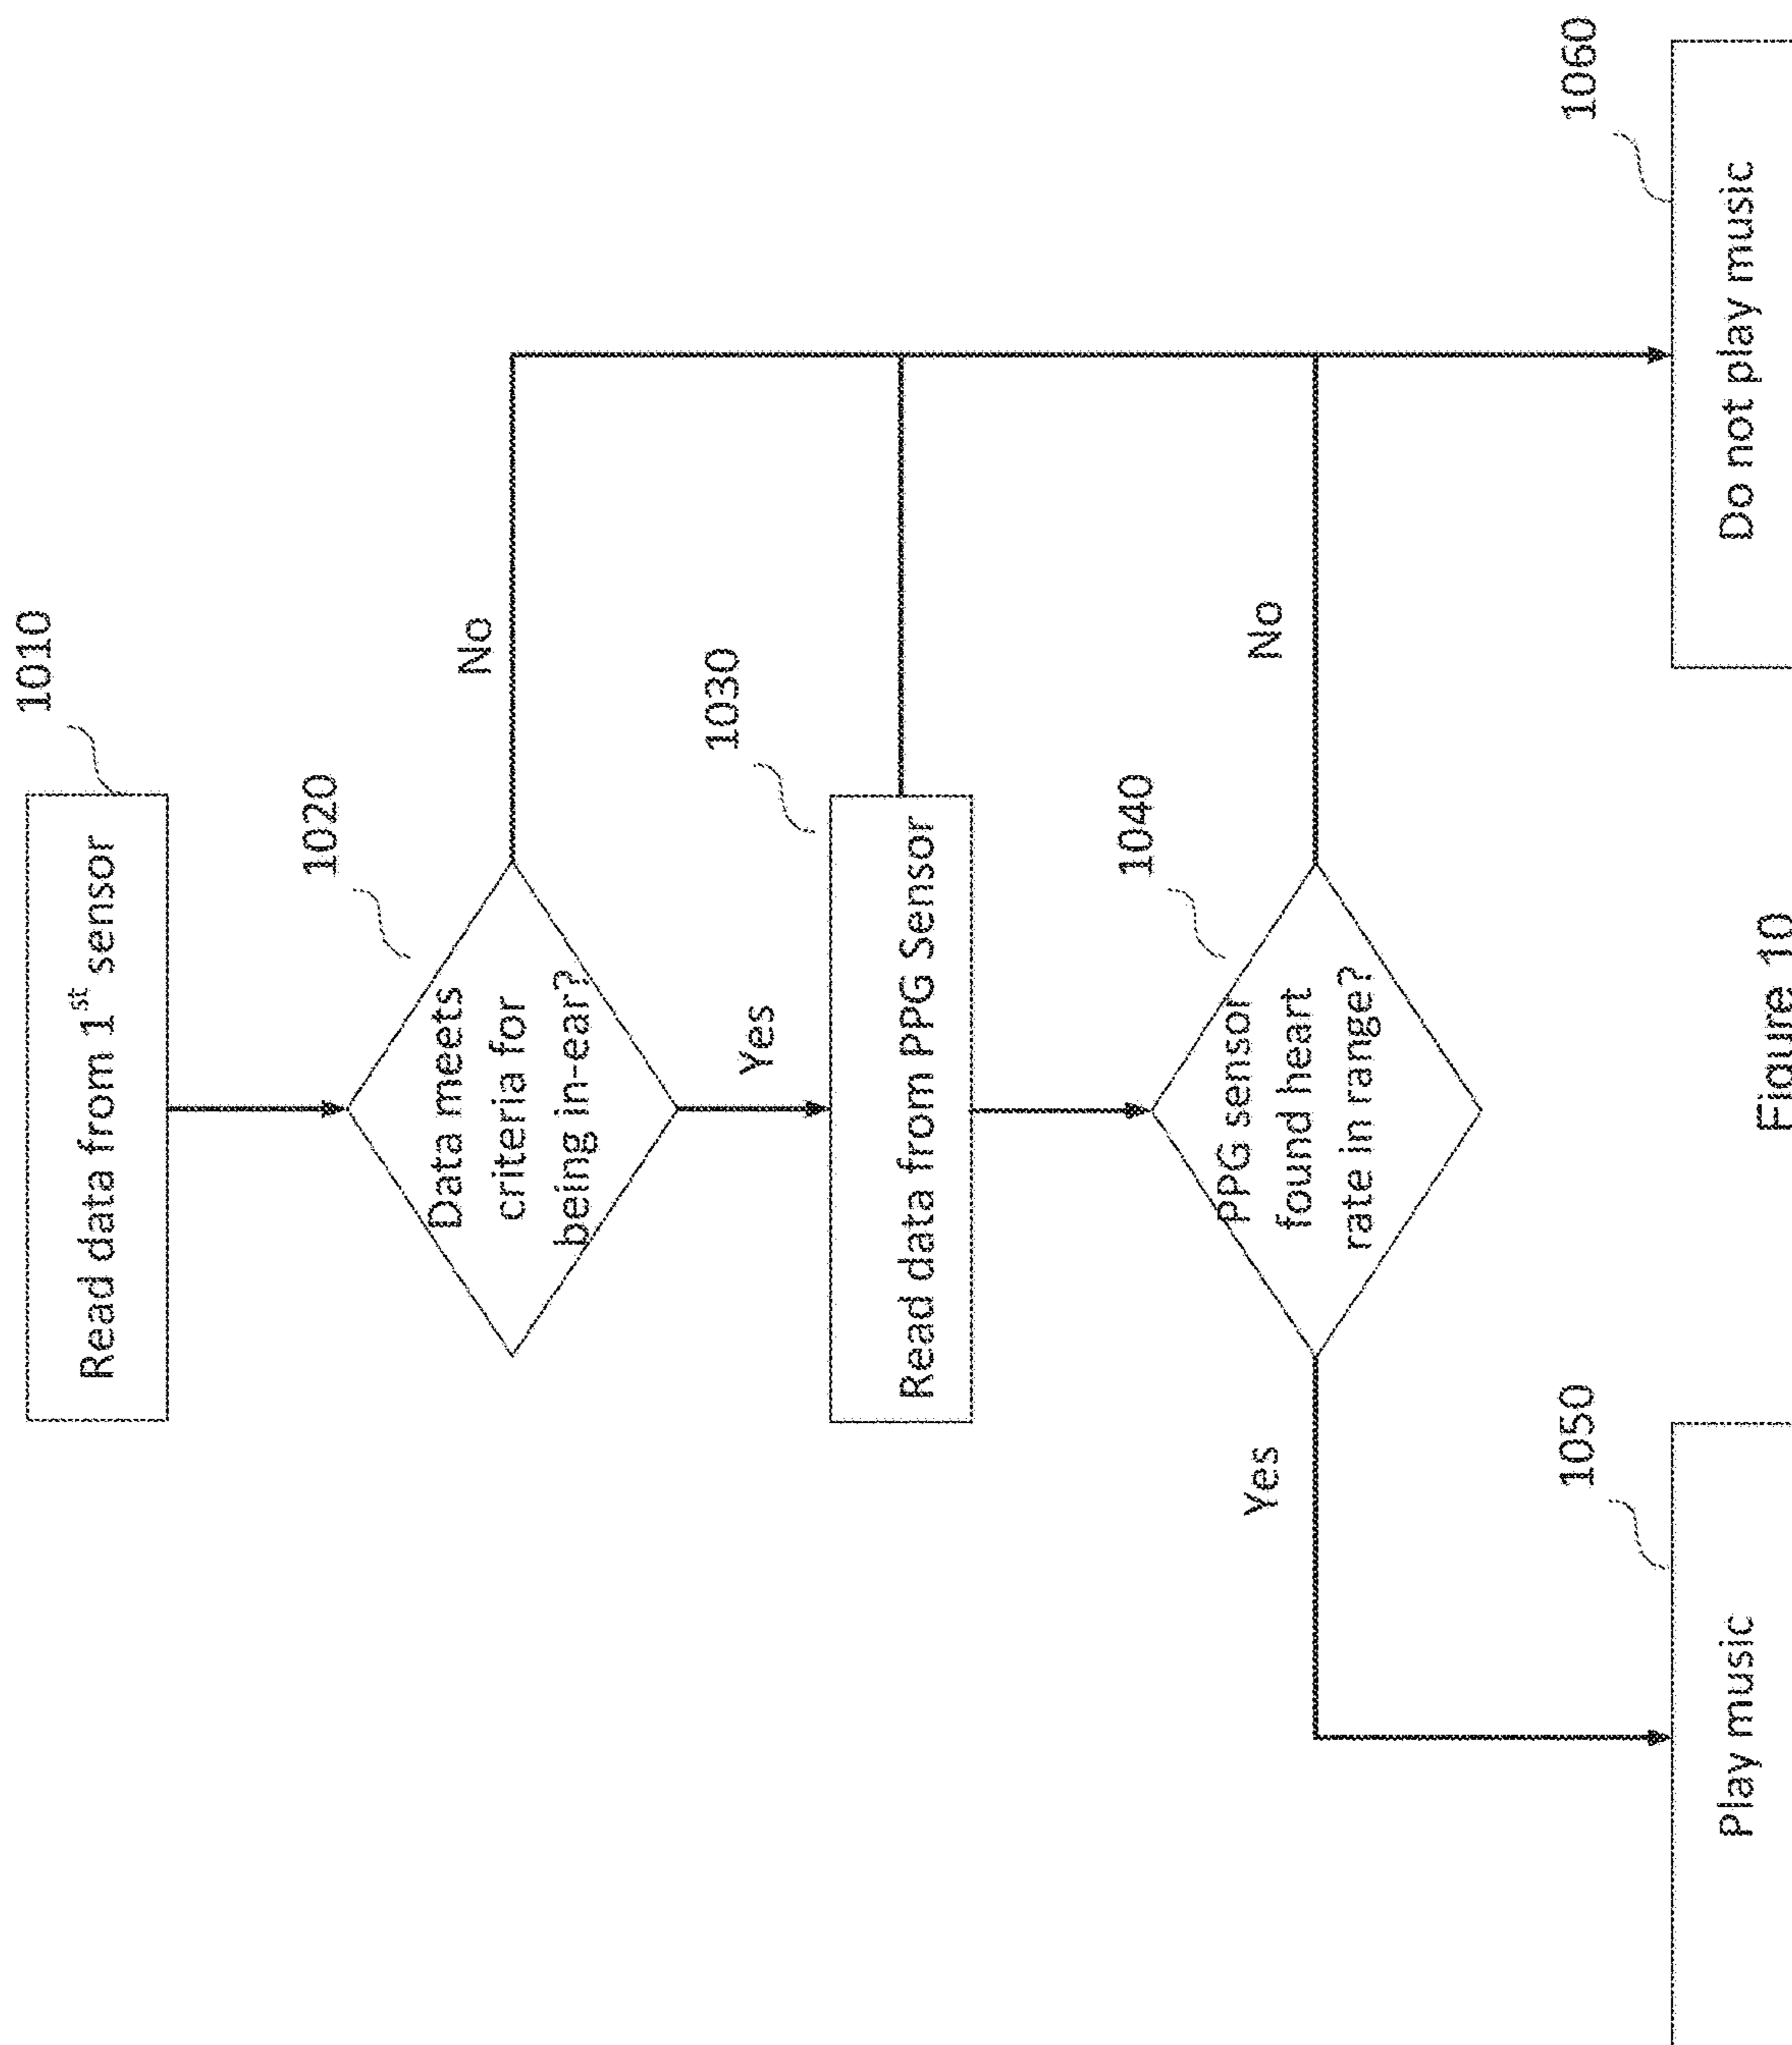 1010
Read data from 1st sensor
1020
Data meets
criteria for
being in-ear?
No
Yes
1030
Read data from PPG Sensor
1040
PPG sensor
found heart
rate in range?
Yes
No
1050
Play music
1060
Do not play music
Figure 10